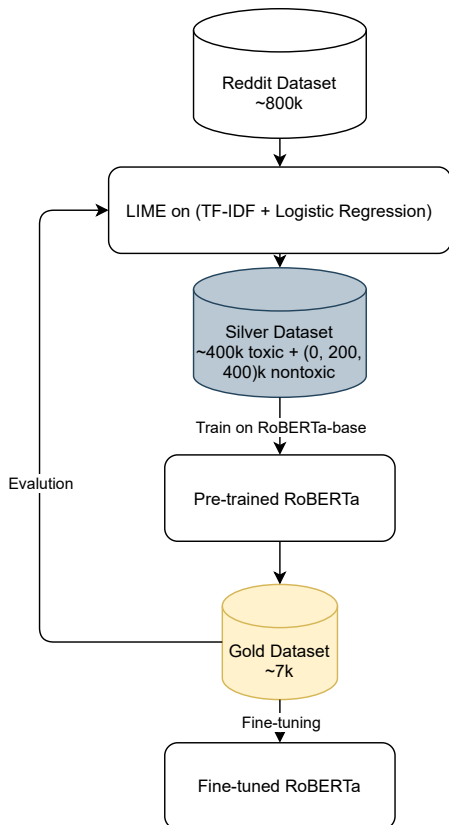 Reddit Dataset
~800k
LIME on (TF-IDF + Logistic Regression)
Silver Dataset
~400k toxic + (0, 200,
400)k nontoxic
Train on RoBERTa-base
Evalution
Pre-trained RoBERTa
Gold Dataset
~7k
Fine-tuning
Fine-tuned RoBERTa